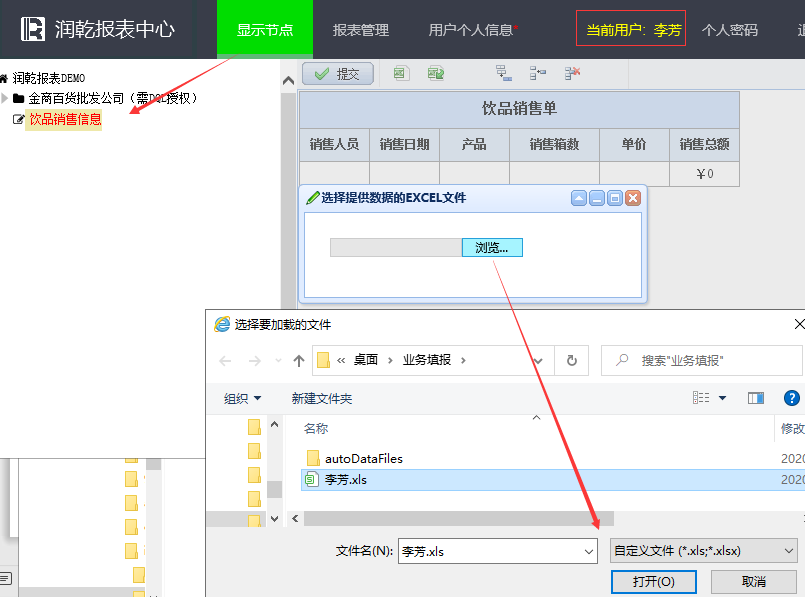 润乾报表中心
显示节点
报表管理
用户个人信息*
当前用户：李芳
个人密码
润乾报表DEMO
金商百货批发公司（需DQL授权）
饮品销售信息
提交
饮品销售单
销售人员 销售日期 产品 销售箱数 单价 销售总额
¥0
选择提供数据的EXCEL文件
浏览...
选择要加载的文件
« 桌面 › 业务填报 ›
搜索"业务填报"
组织
新建文件夹
名称
修改
autoDataFiles
2020
李芳.xls
2020
文件名(N):
李芳.xls
自定义文件 (*.xls;*.xlsx)
打开(O)
取消